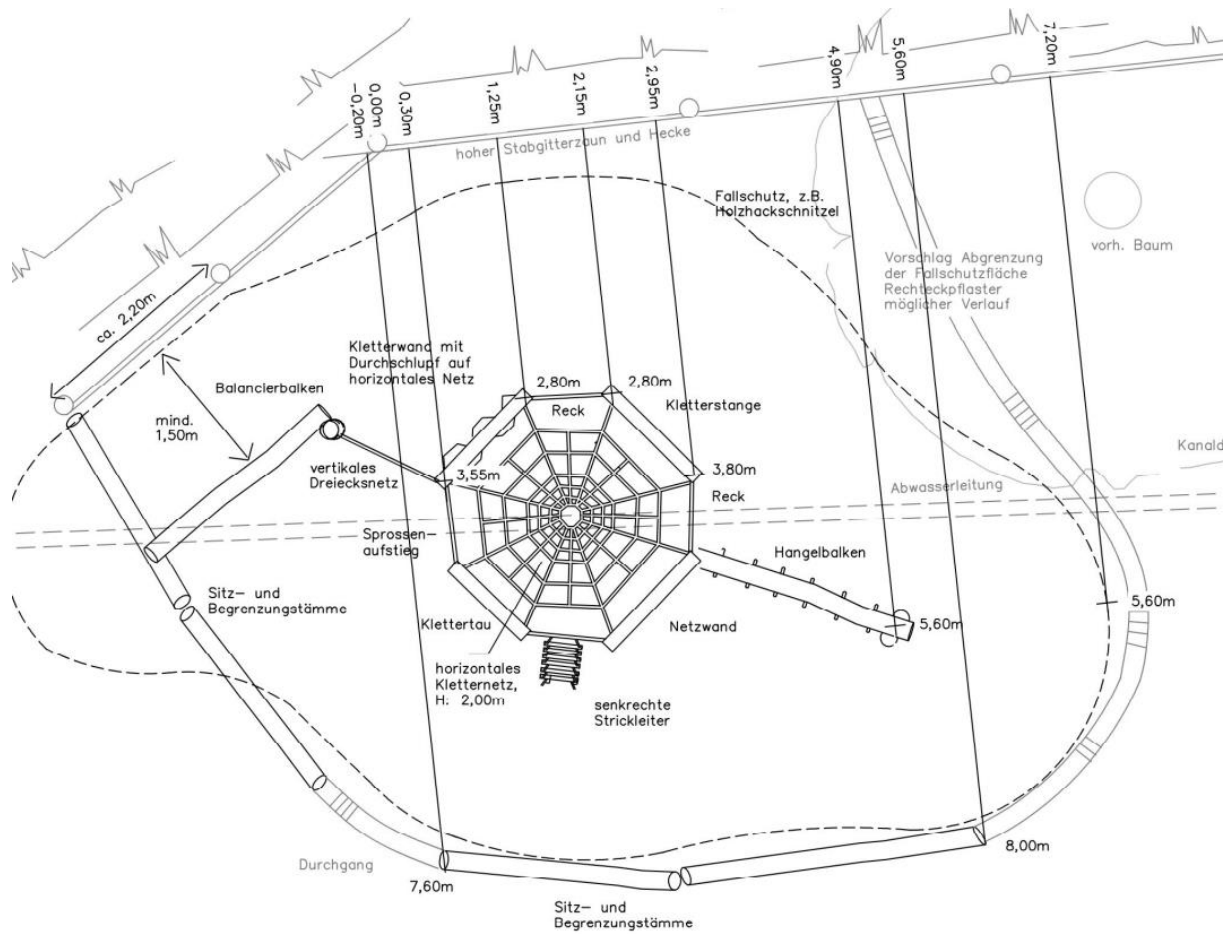 -0,20m
0,00m
0,30m
1,25m
2,15m
2,95m
4,90m
5,60m
7,20m
hoher Stabgitterzaun und Hecke
Fallschutz, z.B.
Holzhackschnitzel
vorh. Baum
Vorschlag Abgrenzung
der Fallschutzfläche
Rechteckpflaster
möglicher Verlauf
ca. 2,20m
mind.
1,50m
Balancierbalken
Kletterwand mit
Durchschlupf auf
horizontales Netz
2,80m
2,80m
Reck
Kletterstange
vertikales
Dreiecksnetz
3,55m
3,80m
Reck
Kanald
Abwasserleitung
Sprossen-
aufstieg
Hangelbalken
Sitz- und
Begrenzungstämme
Klettertau
Netzwand
5,60m
5,60m
horizontales
Kletternetz,
H. 2,00m
senkrechte
Strickleiter
Durchgang
7,60m
8,00m
Sitz- und
Begrenzungstämme